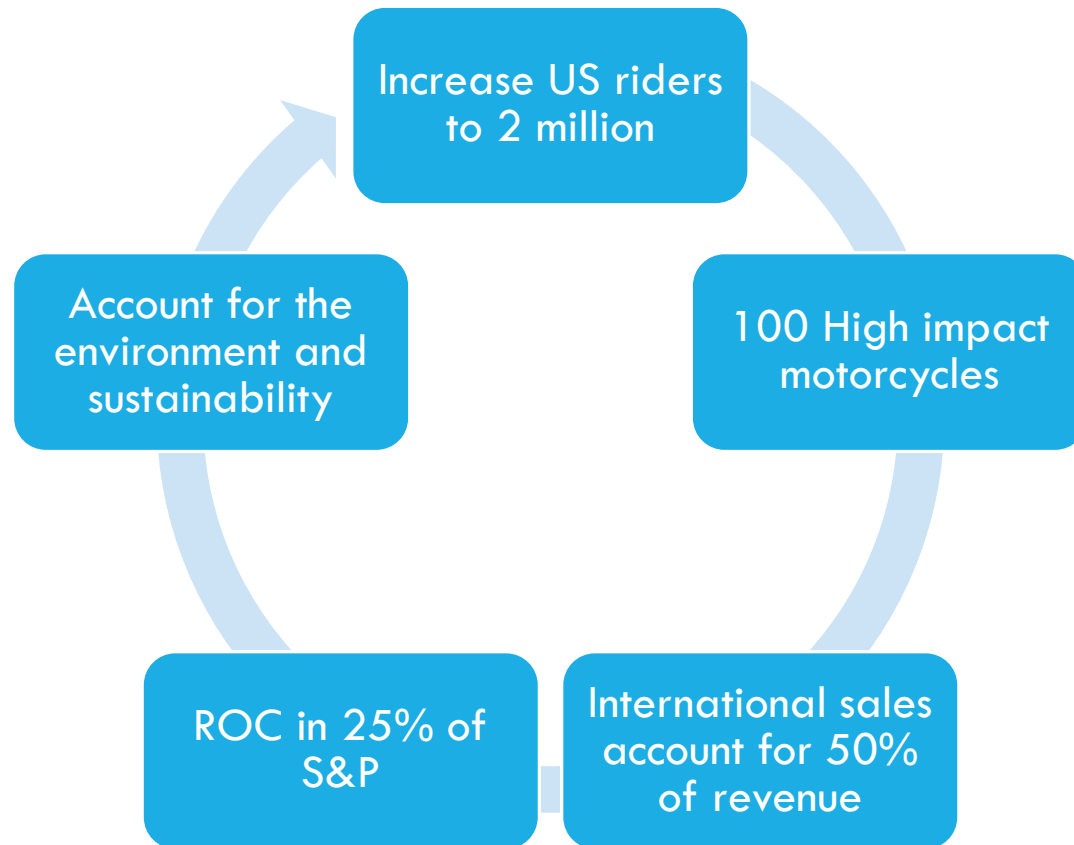 Increase US riders
to 2 million
100 High impact
motorcycles
International sales
account for 50%
of revenue
ROC in 25% of
S&P
Account for the
environment and
sustainability